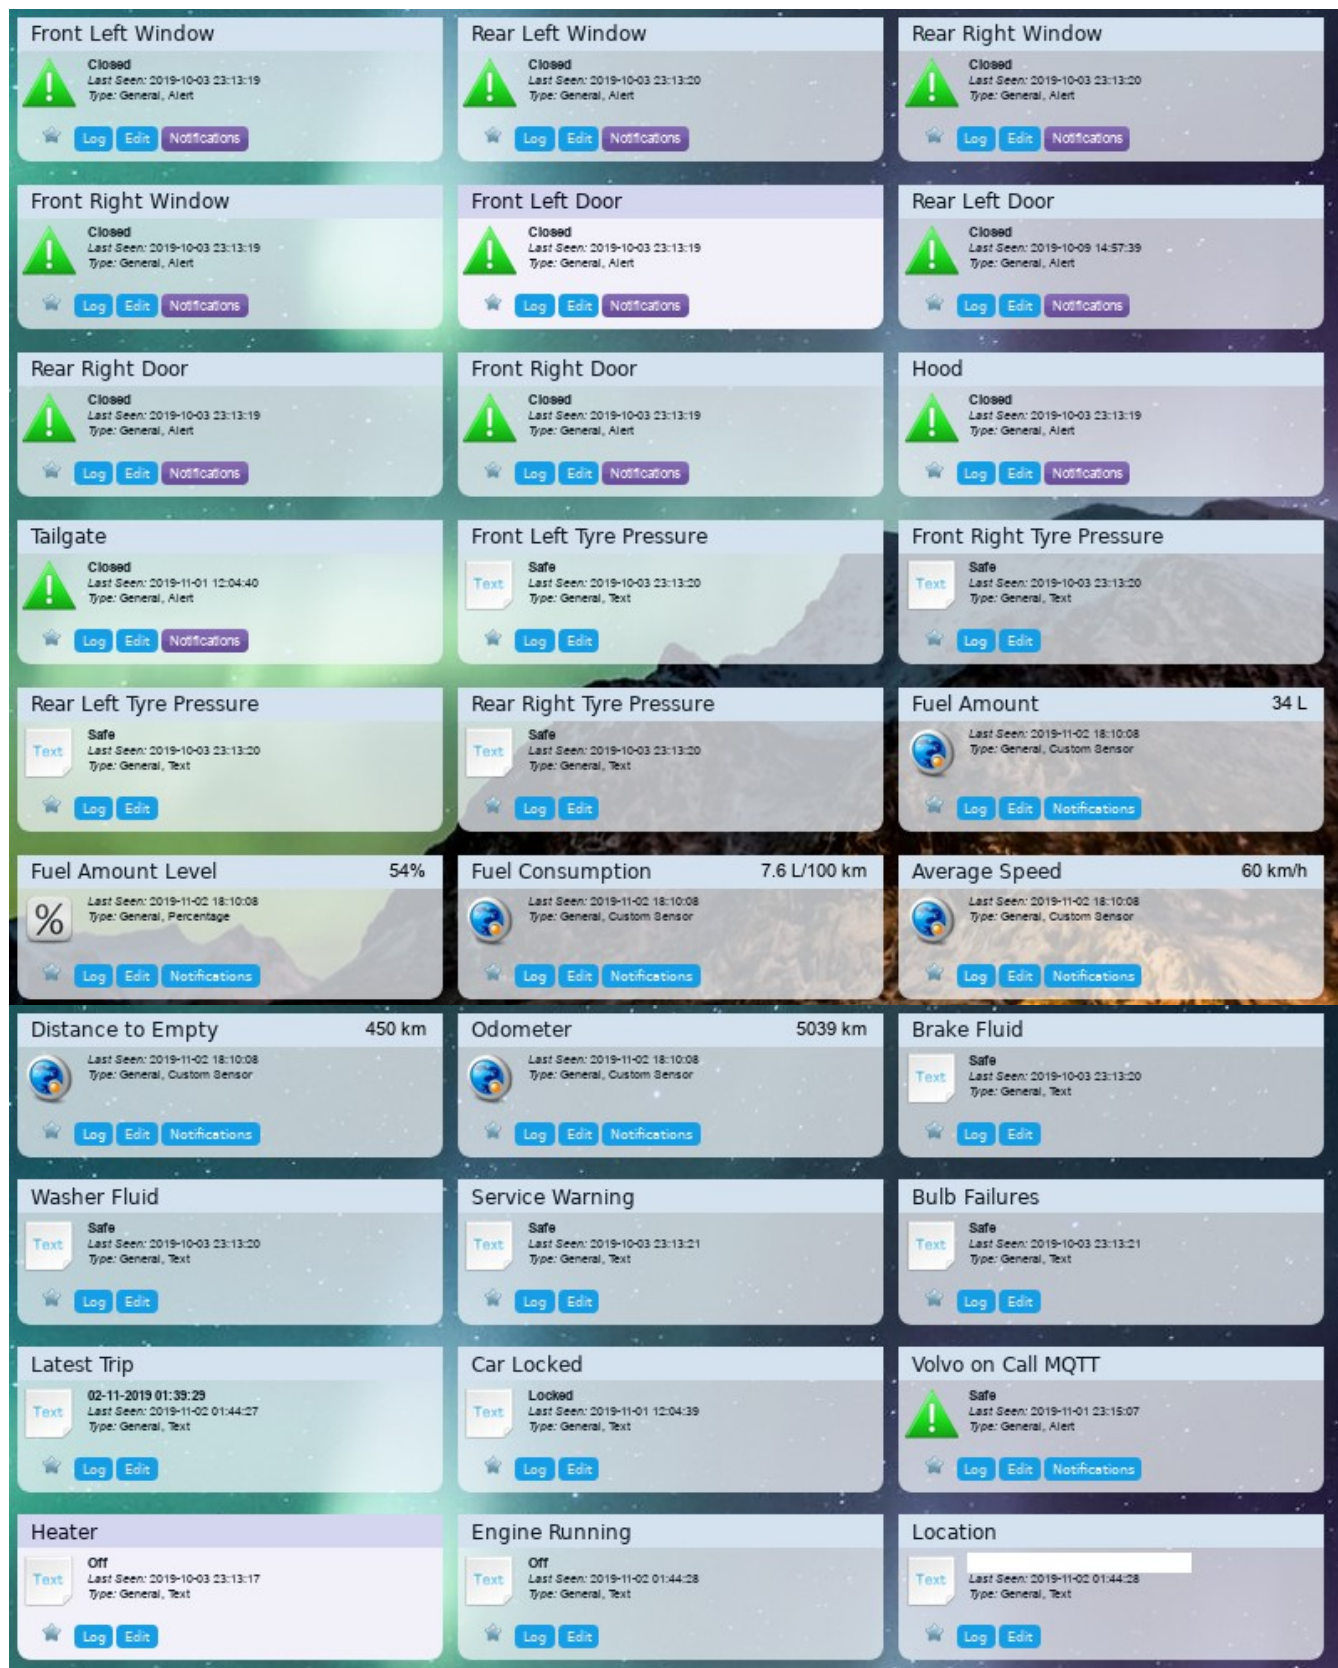 Front Left Window
Closed
Last Seen: 2019-10-03 23:13:19
Type: General, Alert
Log Edit Notifications
Rear Left Window
Closed
Last Seen: 2019-10-03 23:13:20
Type: General, Alert
Log Edit Notifications
Rear Right Window
Closed
Last Seen: 2019-10-03 23:13:20
Type: General, Alert
Log Edit Notifications
Front Right Window
Closed
Last Seen: 2019-10-03 23:13:19
Type: General, Alert
Log Edit Notifications
Front Left Door
Closed
Last Seen: 2019-10-03 23:13:19
Type: General, Alert
Log Edit Notifications
Rear Left Door
Closed
Last Seen: 2019-10-09 14:57:39
Type: General, Alert
Log Edit Notifications
Rear Right Door
Closed
Last Seen: 2019-10-03 23:13:19
Type: General, Alert
Log Edit Notifications
Front Right Door
Closed
Last Seen: 2019-10-03 23:13:19
Type: General, Alert
Log Edit Notifications
Hood
Closed
Last Seen: 2019-10-03 23:13:19
Type: General, Alert
Log Edit Notifications
Tailgate
Closed
Last Seen: 2019-11-01 12:04:40
Type: General, Alert
Log Edit Notifications
Front Left Tyre Pressure
Text
Safe
Last Seen: 2019-10-03 23:13:20
Type: General, Text
Log Edit
Front Right Tyre Pressure
Text
Safe
Last Seen: 2019-10-03 23:13:20
Type: General, Text
Log Edit
Rear Left Tyre Pressure
Text
Safe
Last Seen: 2019-10-03 23:13:20
Type: General, Text
Log Edit
Rear Right Tyre Pressure
Text
Safe
Last Seen: 2019-10-03 23:13:20
Type: General, Text
Log Edit
Fuel Amount 34 L
Last Seen: 2019-11-02 18:10:08
Type: General, Custom Sensor
Log Edit Notifications
Fuel Amount Level 54%
%
Last Seen: 2019-11-02 18:10:08
Type: General, Percentage
Log Edit Notifications
Fuel Consumption 7.6 L/100 km
Last Seen: 2019-11-02 18:10:08
Type: General, Custom Sensor
Log Edit Notifications
Average Speed 60 km/h
Last Seen: 2019-11-02 18:10:08
Type: General, Custom Sensor
Log Edit Notifications
Distance to Empty 450 km
Last Seen: 2019-11-02 18:10:08
Type: General, Custom Sensor
Log Edit Notifications
Odometer 5039 km
Last Seen: 2019-11-02 18:10:08
Type: General, Custom Sensor
Log Edit Notifications
Brake Fluid
Text
Safe
Last Seen: 2019-10-03 23:13:20
Type: General, Text
Log Edit
Washer Fluid
Text
Safe
Last Seen: 2019-10-03 23:13:20
Type: General, Text
Log Edit
Service Warning
Text
Safe
Last Seen: 2019-10-03 23:13:21
Type: General, Text
Log Edit
Bulb Failures
Text
Safe
Last Seen: 2019-10-03 23:13:21
Type: General, Text
Log Edit
Latest Trip
Text
02-11-2019 01:39:29
Last Seen: 2019-11-02 01:44:27
Type: General, Text
Log Edit
Car Locked
Text
Locked
Last Seen: 2019-11-01 12:04:39
Type: General, Text
Log Edit
Volvo on Call MQTT
Safe
Last Seen: 2019-11-01 23:15:07
Type: General, Alert
Log Edit Notifications
Heater
Text
Off
Last Seen: 2019-10-03 23:13:17
Type: General, Text
Log Edit
Engine Running
Text
Off
Last Seen: 2019-11-02 01:44:28
Type: General, Text
Log Edit
Location
Text
Last Seen: 2019-11-02 01:44:28
Type: General, Text
Log Edit